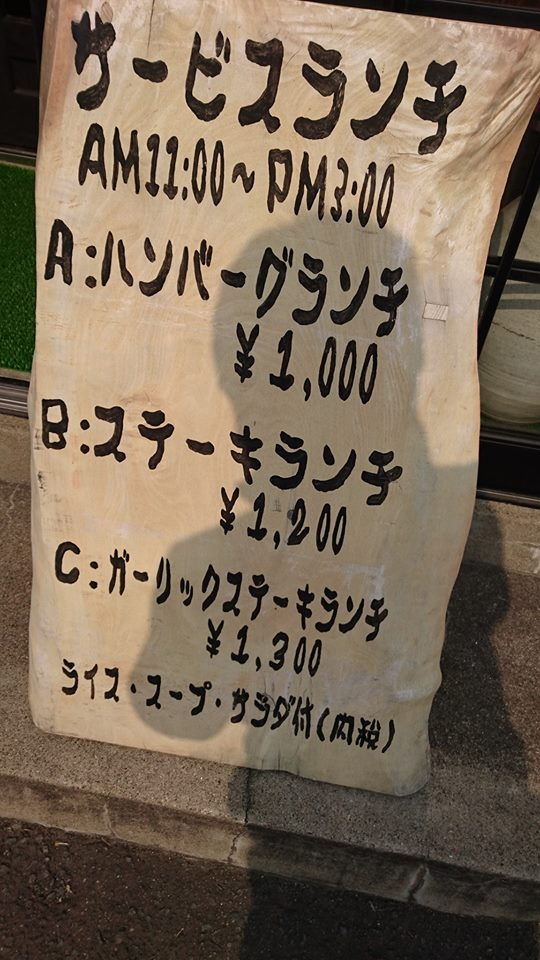 サービスランチ
AM11:00~PM3:00
A:ハンバーグランチ
¥1,000
B:ステーキランチ
¥1,200
C:ガーリックステーキランチ
¥1,300
ライス・スープ・サラダ付(内税)